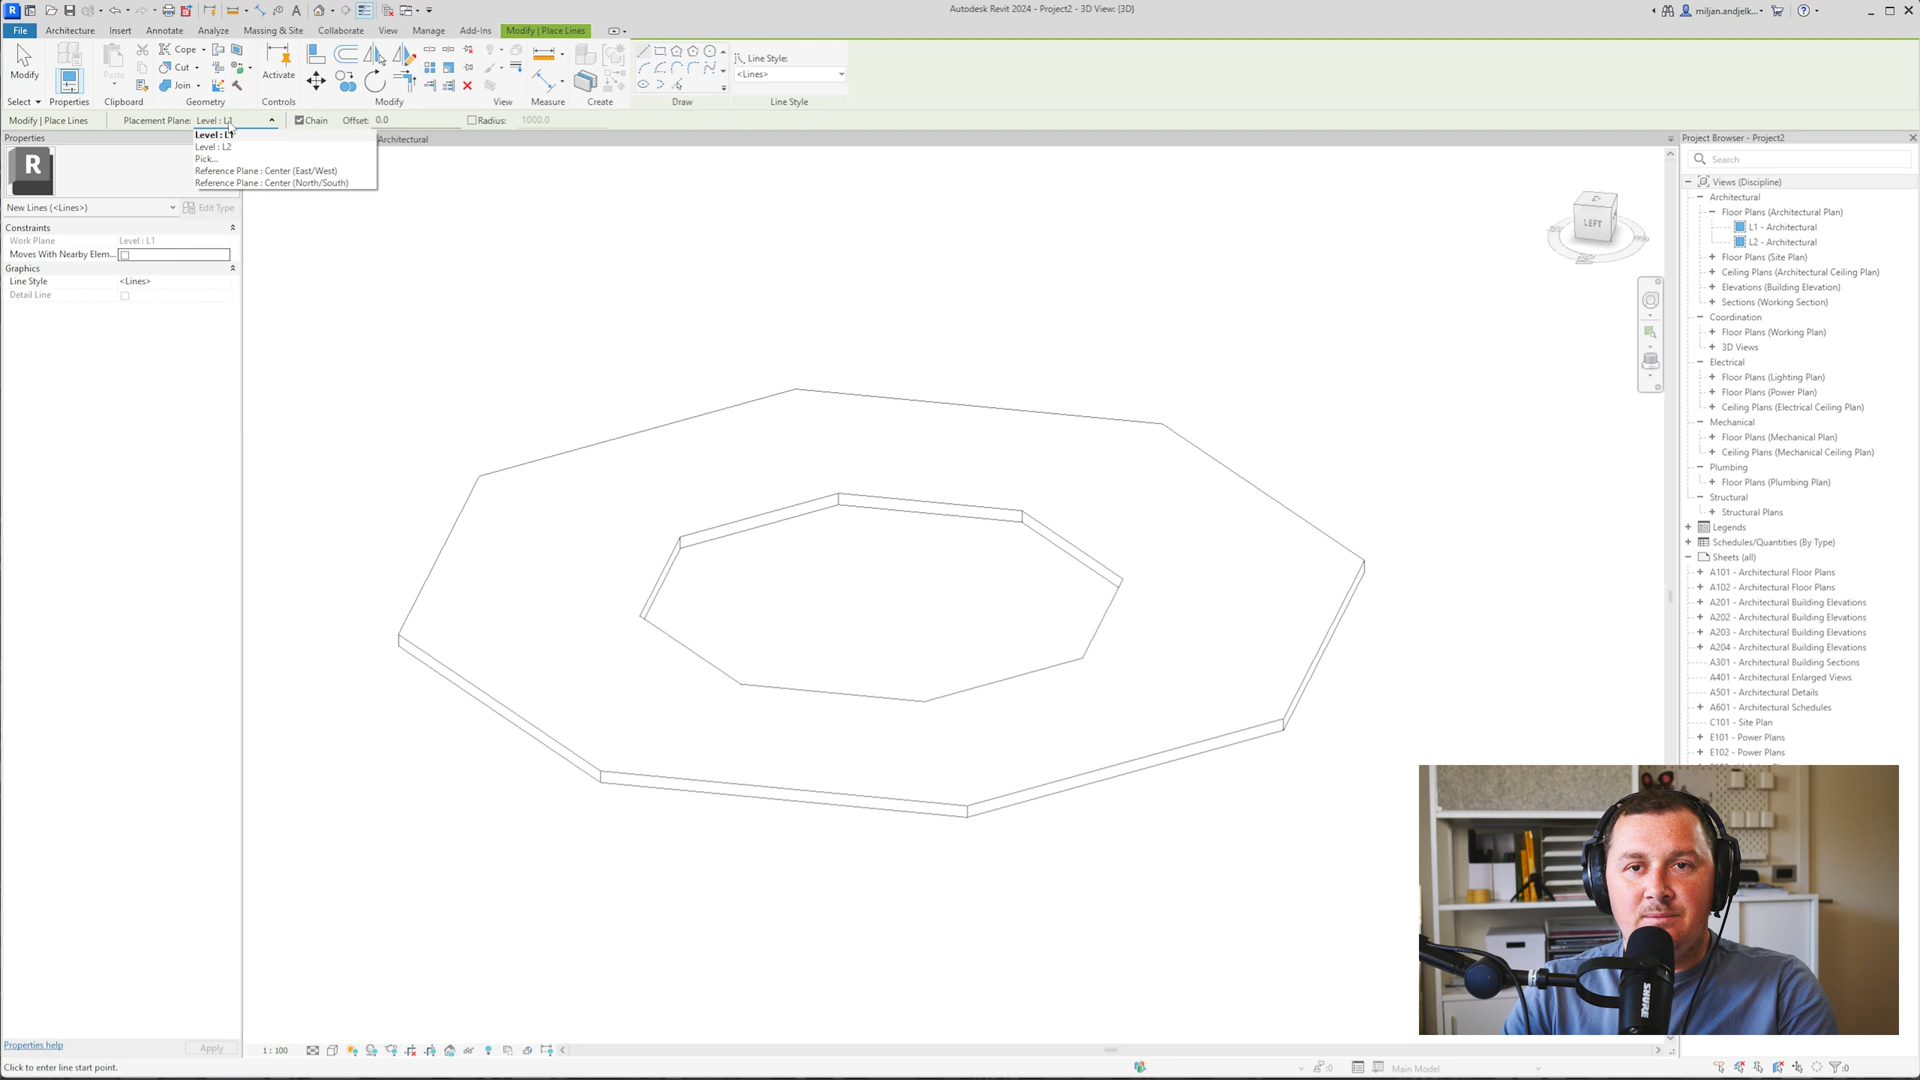 Autodesk Revit 2024 - Project2 - 3D View: {3D}
miljan.andjelk...
File Architecture Insert Annotate Analyze Massing & Site Collaborate View Manage Add-Ins Modify | Place Lines
Modify
Paste
Cope
Cut
Join
Activate
Line Style:
<Lines>
Select Properties Clipboard Geometry Controls Modify View Measure Create Draw Line Style
Modify | Place Lines Placement Plane: Level : L1 Chain Offset: 0.0 Radius: 1000.0
Level : L1
Level : L2
Pick...
Reference Plane : Center (East/West)
Reference Plane : Center (North/South)
Architectural
Properties
R
New Lines (<Lines>) Edit Type
Constraints
Work Plane Level : L1
Moves With Nearby Elem...
Graphics
Line Style <Lines>
Detail Line
Properties help Apply
Click to enter line start point.
LEFT
1 : 100
:0 Main Model :0
Project Browser - Project2
Search
Views (Discipline)
Architectural
Floor Plans (Architectural Plan)
L1 - Architectural
L2 - Architectural
Floor Plans (Site Plan)
Ceiling Plans (Architectural Ceiling Plan)
Elevations (Building Elevation)
Sections (Working Section)
Coordination
Floor Plans (Working Plan)
3D Views
Electrical
Floor Plans (Lighting Plan)
Floor Plans (Power Plan)
Ceiling Plans (Electrical Ceiling Plan)
Mechanical
Floor Plans (Mechanical Plan)
Ceiling Plans (Mechanical Ceiling Plan)
Plumbing
Floor Plans (Plumbing Plan)
Structural
Structural Plans
Legends
Schedules/Quantities (By Type)
Sheets (all)
A101 - Architectural Floor Plans
A102 - Architectural Floor Plans
A201 - Architectural Building Elevations
A202 - Architectural Building Elevations
A203 - Architectural Building Elevations
A204 - Architectural Building Elevations
A301 - Architectural Building Sections
A401 - Architectural Enlarged Views
A501 - Architectural Details
A601 - Architectural Schedules
C101 - Site Plan
E101 - Power Plans
E102 - Power Plans
SHURE